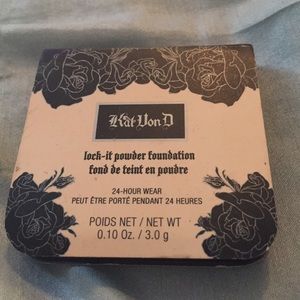 Kat Von D
lock-it powder foundation
fond de teint en poudre
24-HOUR WEAR
PEUT ÊTRE PORTÉ PENDANT 24 HEURES
POIDS NET / NET WT
0.10 Oz. / 3.0 g